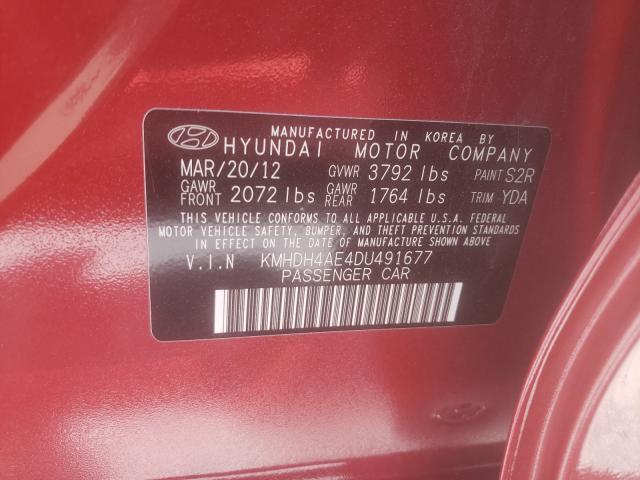 MANUFACTURED IN KOREA BY
HYUNDAI MOTOR COMPANY
MAR/20/12 GVWR 3792 lbs PAINT S2R
GAWR FRONT 2072 lbs GAWR REAR 1764 lbs TRIM YDA
THIS VEHICLE CONFORMS TO ALL APPLICABLE U.S.A. FEDERAL
MOTOR VEHICLE SAFETY, BUMPER, AND THEFT PREVENTION STANDARDS
IN EFFECT ON THE DATE OF MANUFACTURE SHOWN ABOVE.
V.I.N KMHDH4AE4DU491677
PASSENGER CAR